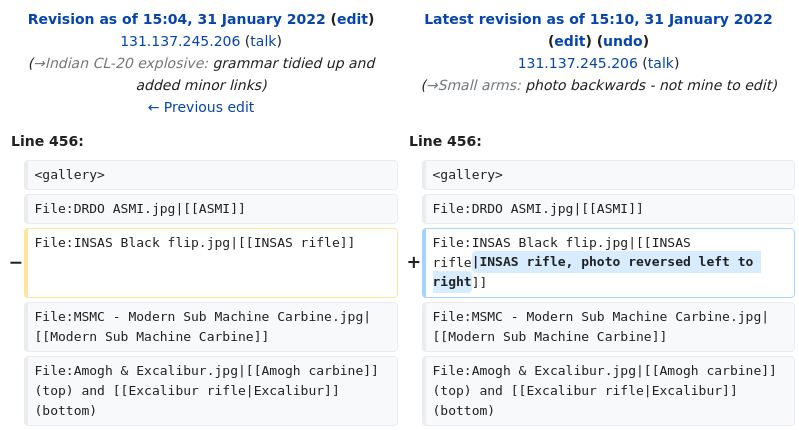 Revision as of 15:04, 31 January 2022 (edit)
131.137.245.206 (talk)
(→Indian CL-20 explosive: grammar tidied up and
added minor links)
← Previous edit
Latest revision as of 15:10, 31 January 2022
(edit) (undo)
131.137.245.206 (talk)
(→Small arms: photo backwards - not mine to edit)
Line 456:
Line 456:
<gallery>
<gallery>
File:DRDO ASMI.jpg|[[ASMI]]
File:DRDO ASMI.jpg|[[ASMI]]
−
File:INSAS Black flip.jpg|[[INSAS rifle]]
+
File:INSAS Black flip.jpg|[[INSAS
rifle|INSAS rifle, photo reversed left to
right]]
File:MSMC - Modern Sub Machine Carbine.jpg|
[[Modern Sub Machine Carbine]]
File:MSMC - Modern Sub Machine Carbine.jpg|
[[Modern Sub Machine Carbine]]
File:Amogh & Excalibur.jpg|[[Amogh carbine]]
(top) and [[Excalibur rifle|Excalibur]]
(bottom)
File:Amogh & Excalibur.jpg|[[Amogh carbine]]
(top) and [[Excalibur rifle|Excalibur]]
(bottom)